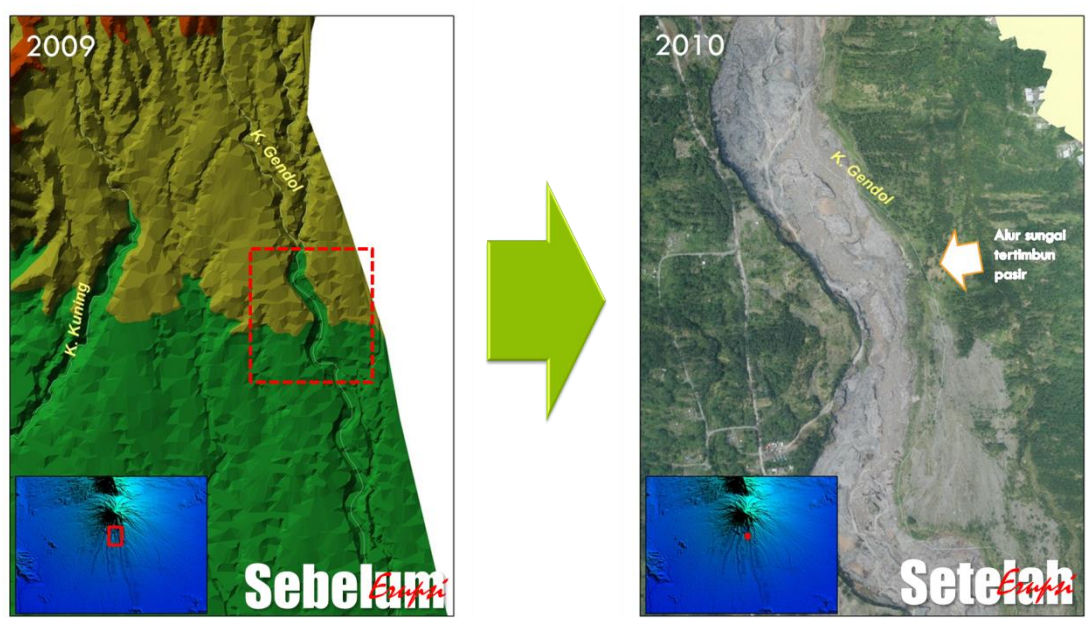 2009
K. Gendol
K. Kuning
Sebelum
Erupsi
2010
K. Gendol
Alur sungai
tertimbun
pasir
Setelah
Erupsi